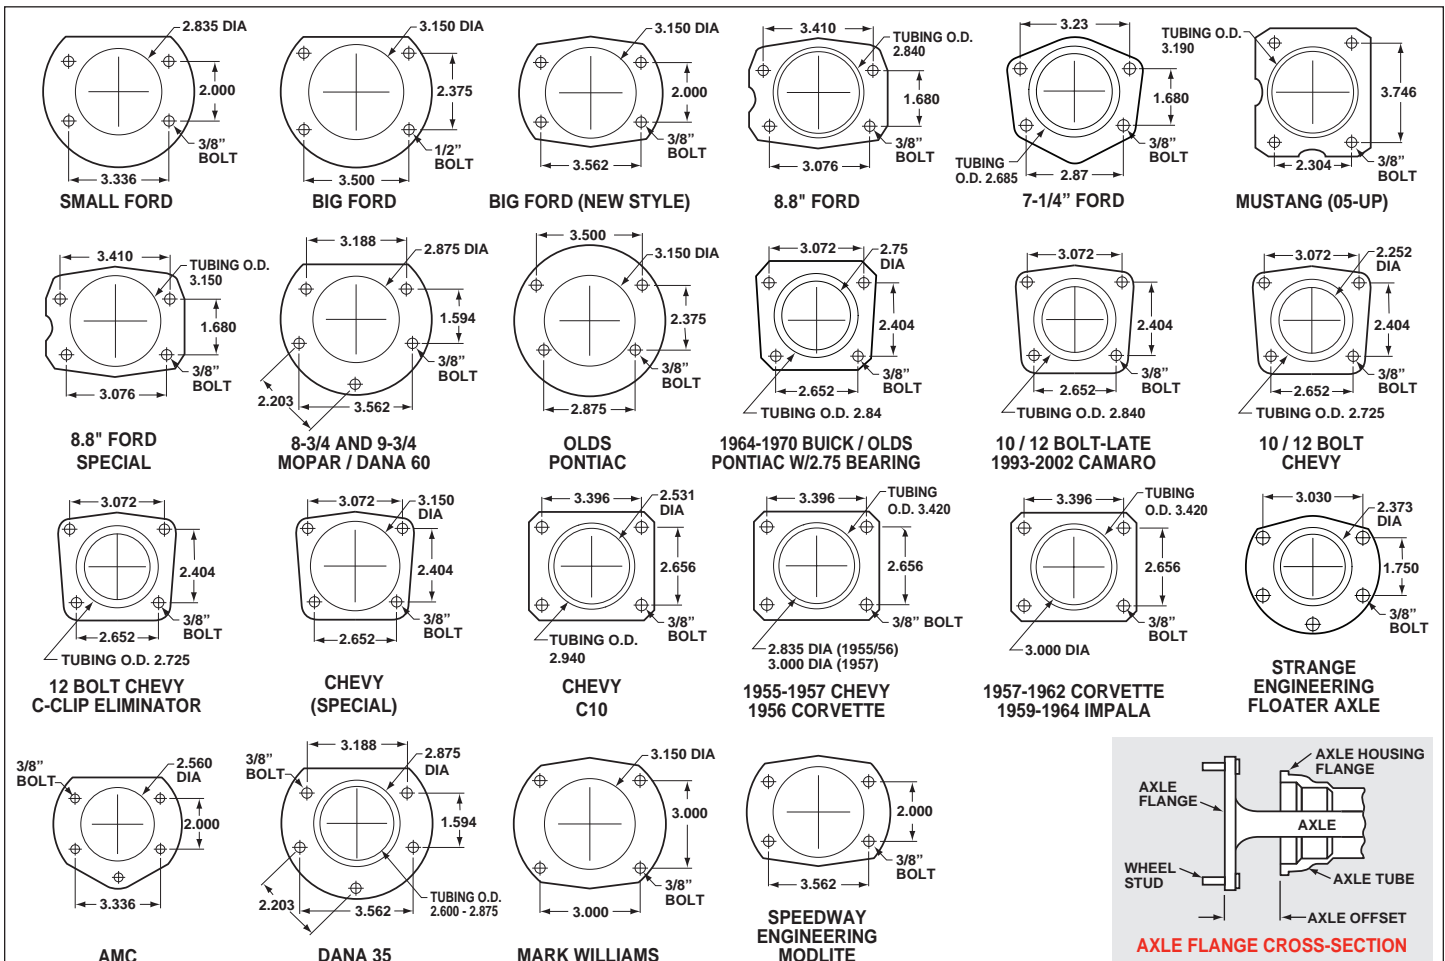 2.835 DIA
2.000
3/8”
BOLT
3.336
SMALL FORD
3.150 DIA
2.375
1/2”
BOLT
3.500
BIG FORD
3.150 DIA
2.000
3/8”
BOLT
3.562
BIG FORD (NEW STYLE)
3.410
TUBING O.D.
2.840
1.680
3/8”
BOLT
3.076
8.8" FORD
3.23
1.680
3/8”
BOLT
TUBING
O.D. 2.685
2.87
7-1/4” FORD
TUBING O.D.
3.190
3.746
3/8”
BOLT
2.304
MUSTANG (05-UP)
3.410
TUBING O.D.
3.150
1.680
3/8”
BOLT
3.076
8.8" FORD
SPECIAL
3.188
2.875 DIA
1.594
3/8”
BOLT
2.203
3.562
8-3/4 AND 9-3/4
MOPAR / DANA 60
3.500
3.150 DIA
2.375
3/8”
BOLT
2.875
OLDS
PONTIAC
3.072
2.75
DIA
2.404
3/8”
BOLT
2.652
TUBING O.D. 2.84
1964-1970 BUICK / OLDS
PONTIAC W/2.75 BEARING
3.072
2.404
3/8”
BOLT
2.652
TUBING O.D. 2.840
10 / 12 BOLT-LATE
1993-2002 CAMARO
3.072
2.252
DIA
2.404
3/8”
BOLT
2.652
TUBING O.D. 2.725
10 / 12 BOLT
CHEVY
3.072
2.404
3/8”
BOLT
2.652
TUBING O.D. 2.725
12 BOLT CHEVY
C-CLIP ELIMINATOR
3.072
3.150
DIA
2.404
3/8”
BOLT
2.652
CHEVY
(SPECIAL)
3.396
2.531
DIA
2.656
3/8”
BOLT
TUBING O.D.
2.940
CHEVY
C10
3.396
TUBING
O.D. 3.420
2.656
3/8” BOLT
2.835 DIA (1955/56)
3.000 DIA (1957)
1955-1957 CHEVY
1956 CORVETTE
3.396
TUBING
O.D. 3.420
2.656
3/8”
BOLT
3.000 DIA
1957-1962 CORVETTE
1959-1964 IMPALA
3.030
2.373
DIA
1.750
3/8”
BOLT
STRANGE
ENGINEERING
FLOATER AXLE
3/8”
BOLT
2.560
DIA
2.000
3.336
AMC
3/8”
BOLT
3.188
2.875
DIA
1.594
2.203
3.562
TUBING O.D.
2.600 - 2.875
DANA 35
3.150 DIA
3.000
3/8”
BOLT
3.000
MARK WILLIAMS
2.000
3/8”
BOLT
3.562
SPEEDWAY
ENGINEERING
MODLITE
AXLE HOUSING
FLANGE
AXLE
FLANGE
AXLE
WHEEL
STUD
AXLE TUBE
AXLE OFFSET
AXLE FLANGE CROSS-SECTION